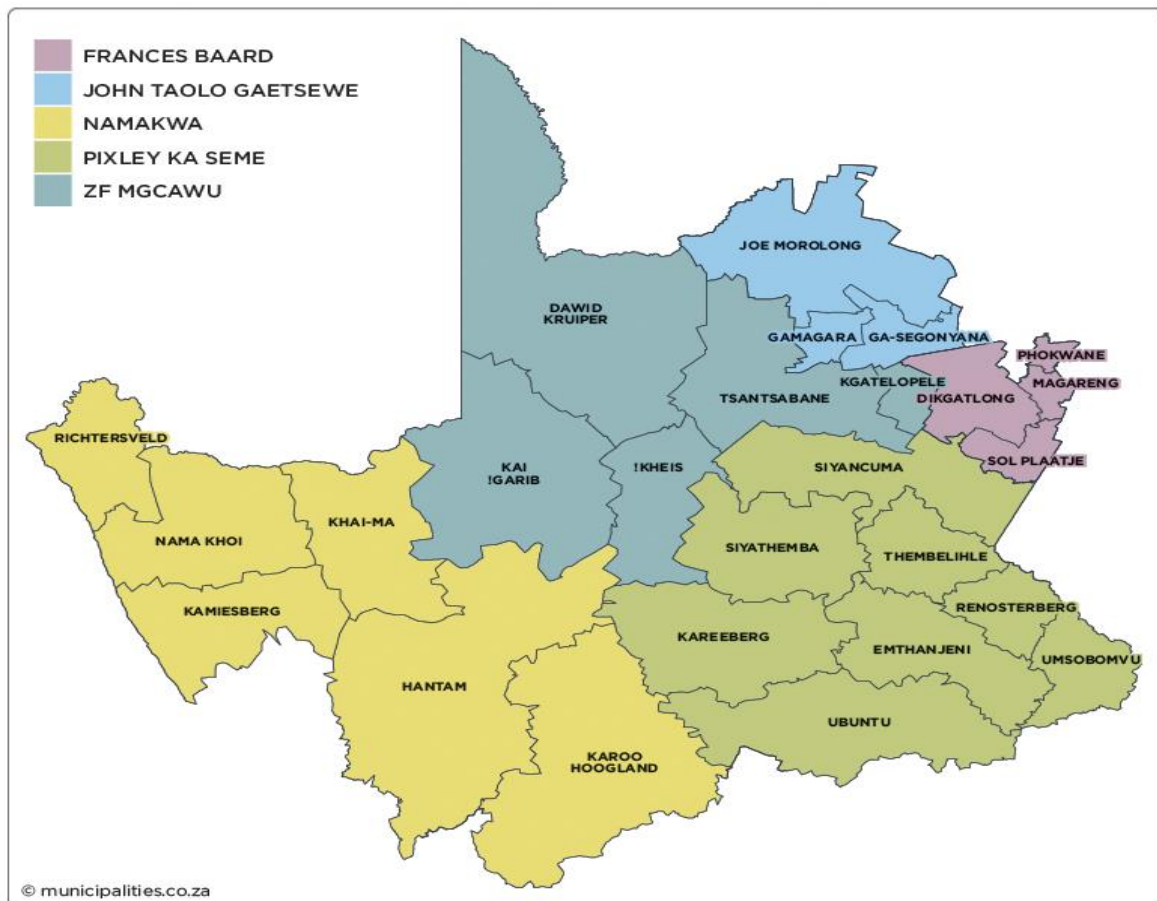 FRANCES BAARD
JOHN TAOLO GAETSEWE
NAMAKWA
PIXLEY KA SEME
ZF MGCAWU
JOE MOROLONG
DAWID
KRUIPER
GAMAGARA
GA-SEGONYANA
PHOKWANE
KGATELOPELE
MAGARENG
TSANTSABANE
DIKGATLONG
RICHTERSVELD
SOL PLAATJE
KAI
!GARIB
!KHEIS
SIYANCUMA
KHAI-MA
NAMA KHOI
SIYATHEMBA
THEMBELIHLE
KAMIESBERG
RENOSTERBERG
KAREEBERG
EMTHANJENI
UMSOBOMVU
HANTAM
UBUNTU
KAROO
HOOGLAND
© municipalities.co.za